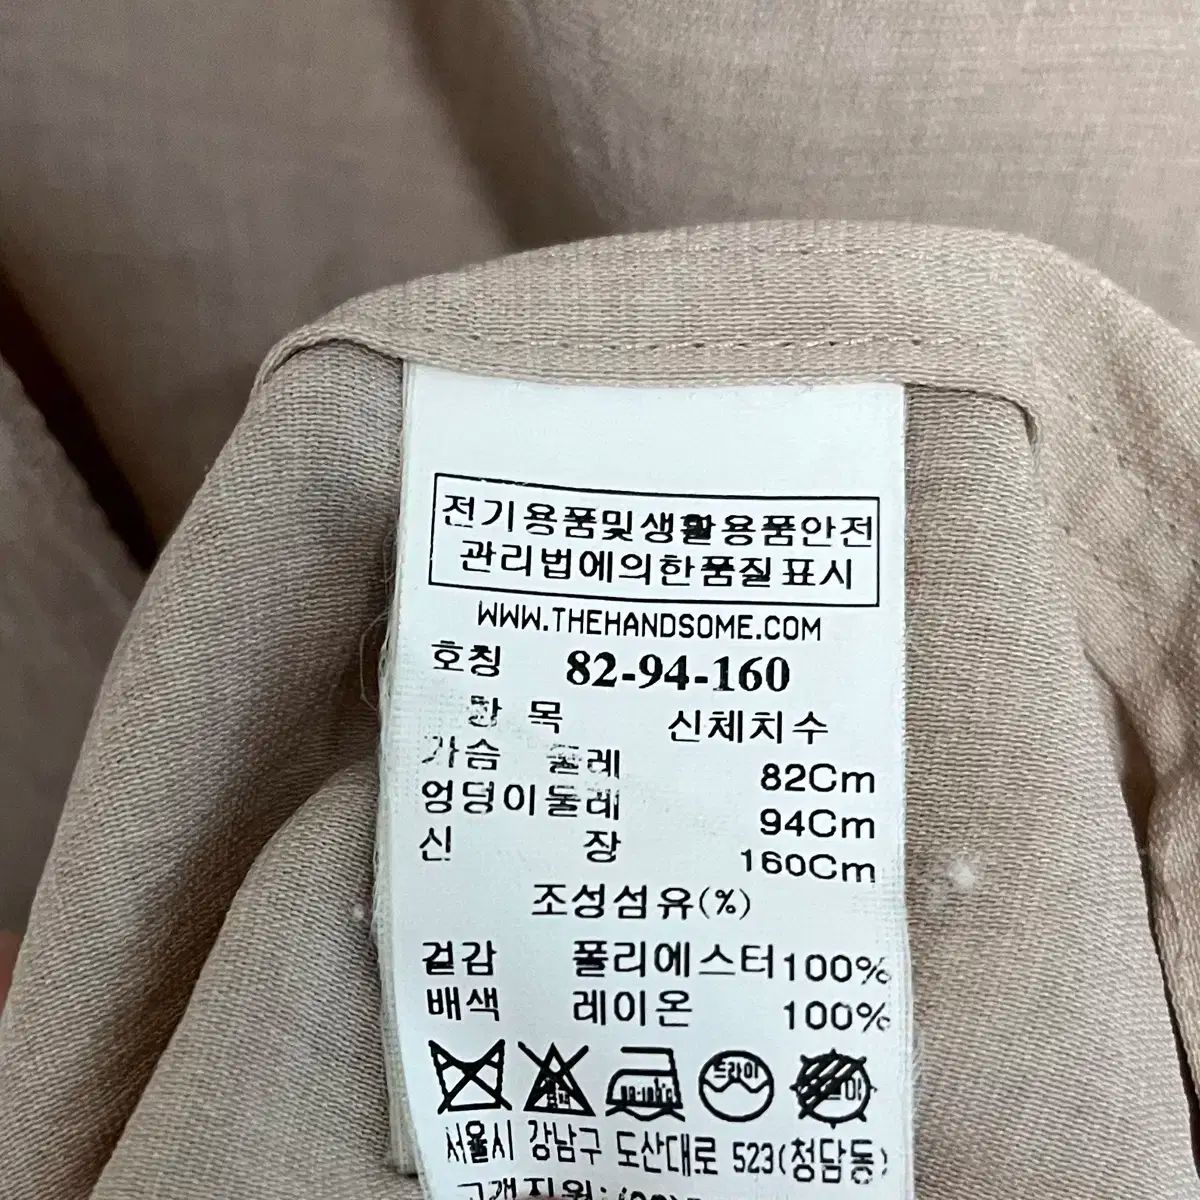 전기용품및생활용품안전
관리법에의한품질표시
WWW.THEHANDSOME.COM
호칭 82-94-160
항 목 신체치수
가슴 둘레 82Cm
엉덩이둘레 94Cm
신 장 160Cm
조성섬유(%)
겉감 폴리에스터100%
배색 레이온 100%
드라이
서울시 강남구 도산대로 523(청담동)
고객지원: